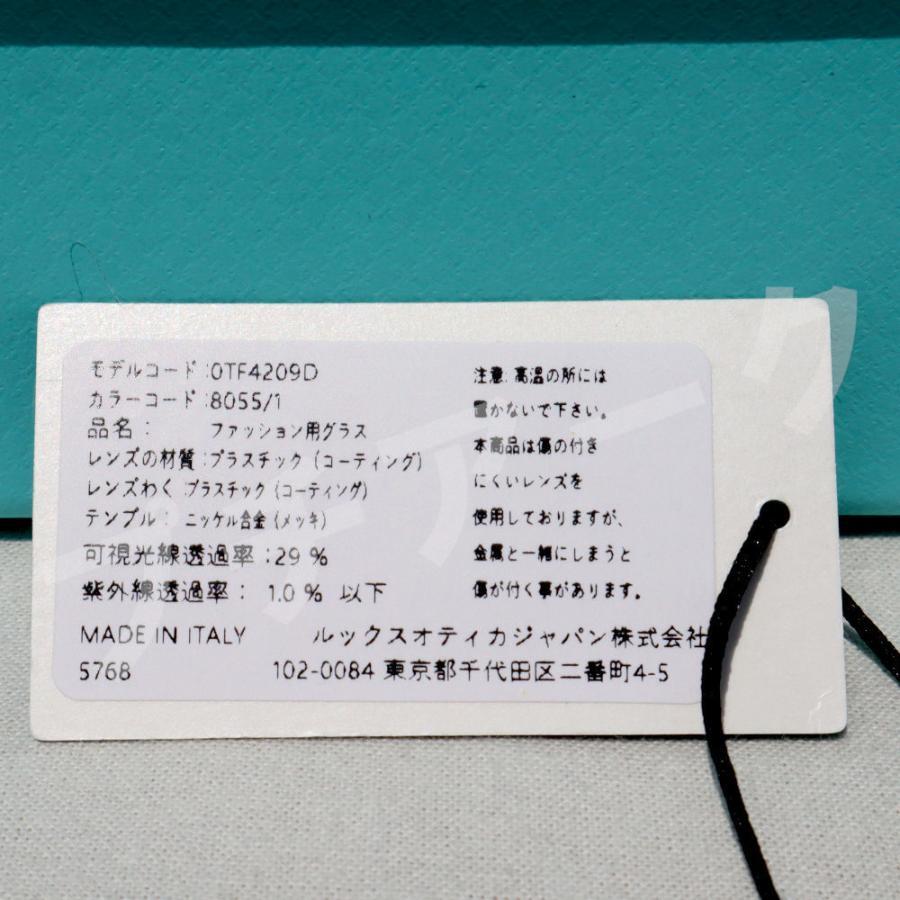 モデルコード:0TF4209D
カラーコード:8055/1
品名: ファッション用グラス
レンズの材質:プラスチック(コーティング)
レンズわく:プラスチック(コーティング)
テンプル: ニッケル合金(メッキ)
可視光線透過率:29 %
紫外線透過率: 1.0 % 以下
注意:高温の所には
置かないで下さい。
本商品は傷の付き
にくいレンズを
使用しておりますが、
金属と一緒にしまうと
傷が付く事があります。
MADE IN ITALY ルックスオティカジャパン株式会社
5768 102-0084 東京都千代田区二番町4-5